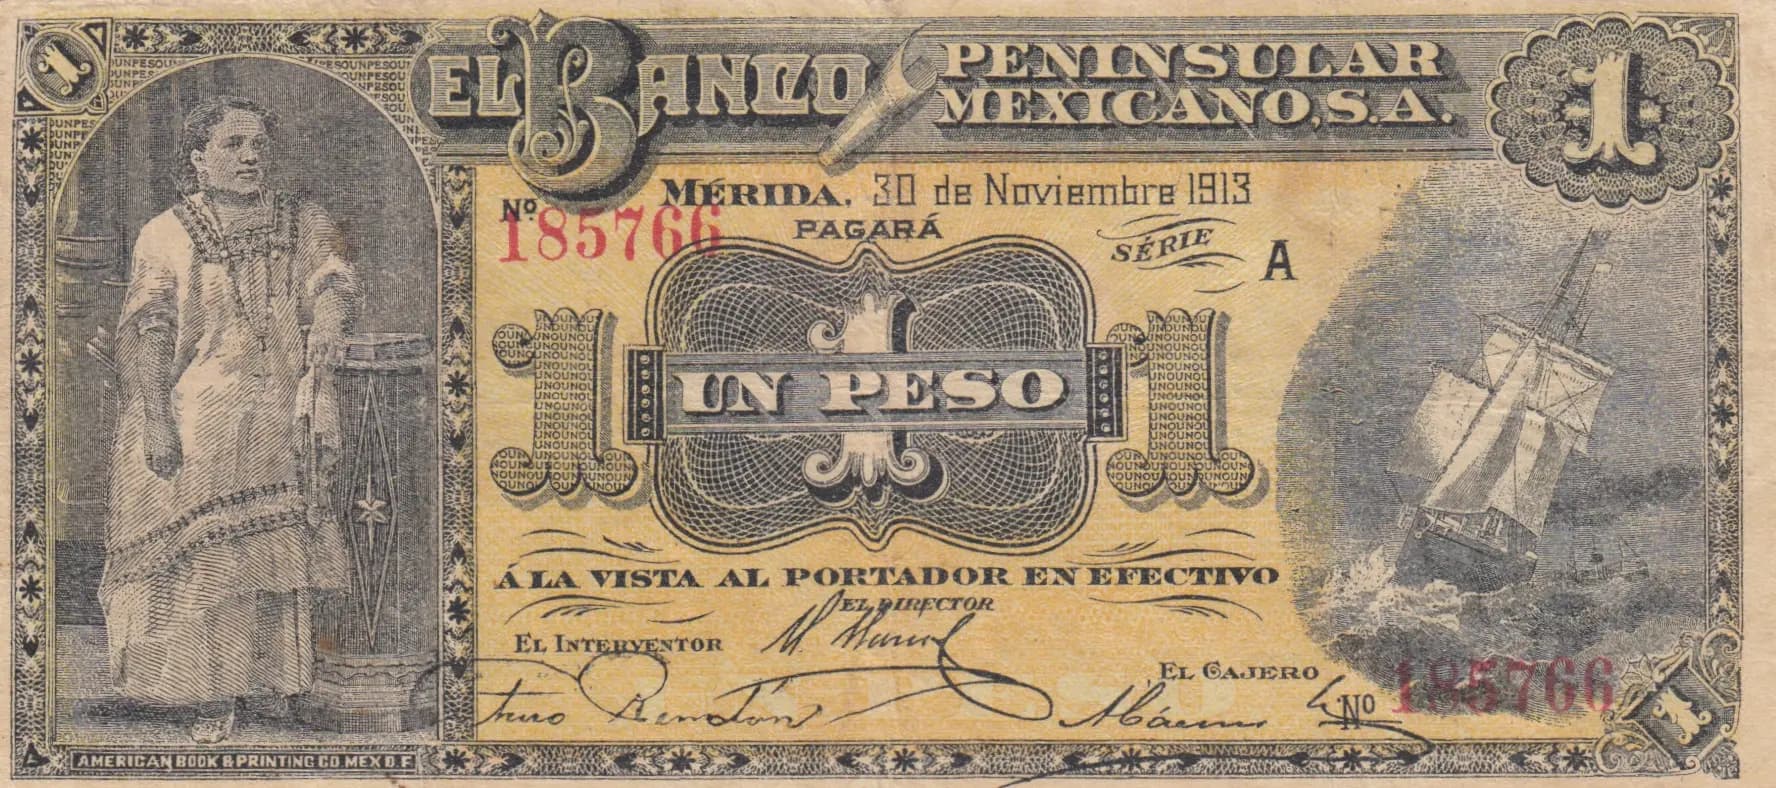 1
EL BANCO PENINSULAR
MEXICANO, S.A.
1
MÉRIDA, 30 de Noviembre 1913
Nº 185766
PAGARÁ
SÉRIE A
1 1 1
UN PESO
Á LA VISTA AL PORTADOR EN EFECTIVO
EL DIRECTOR
EL INTERVENTOR
EL CAJERO
Nº 185766
1
AMERICAN BOOK & PRINTING CO. MEX D.F.